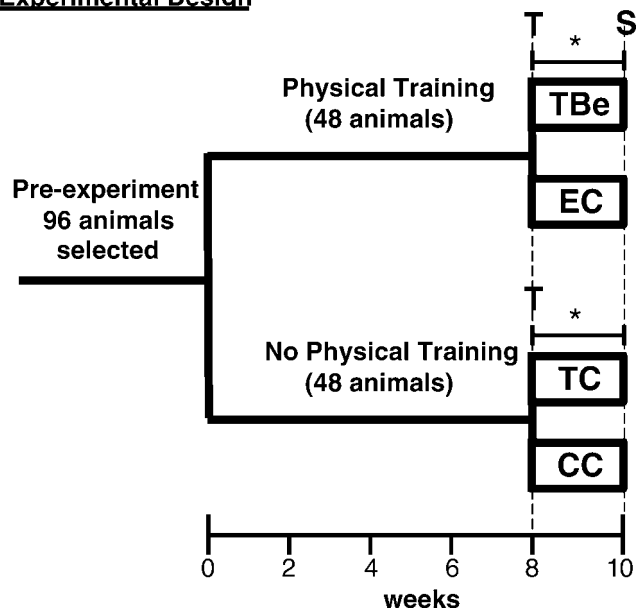 Experimental Design
T S
*
Physical Training
(48 animals)
TBe
Pre-experiment
96 animals
selected
EC
T
*
No Physical Training
(48 animals)
TC
CC
0 2 4 6 8 10
weeks